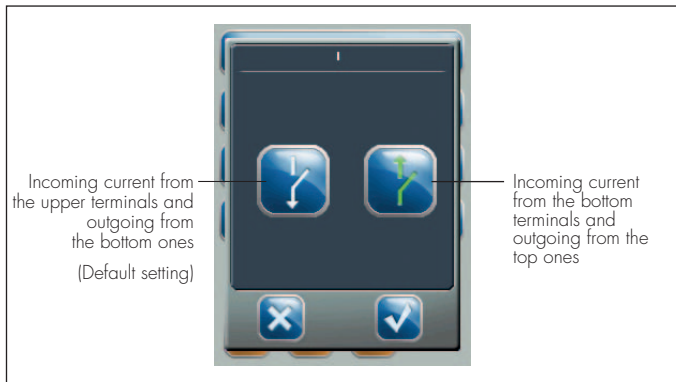 I
Incoming current from
the upper terminals and
outgoing from
the bottom ones
(Default setting)
Incoming current
from the bottom
terminals and
outgoing from the
top ones